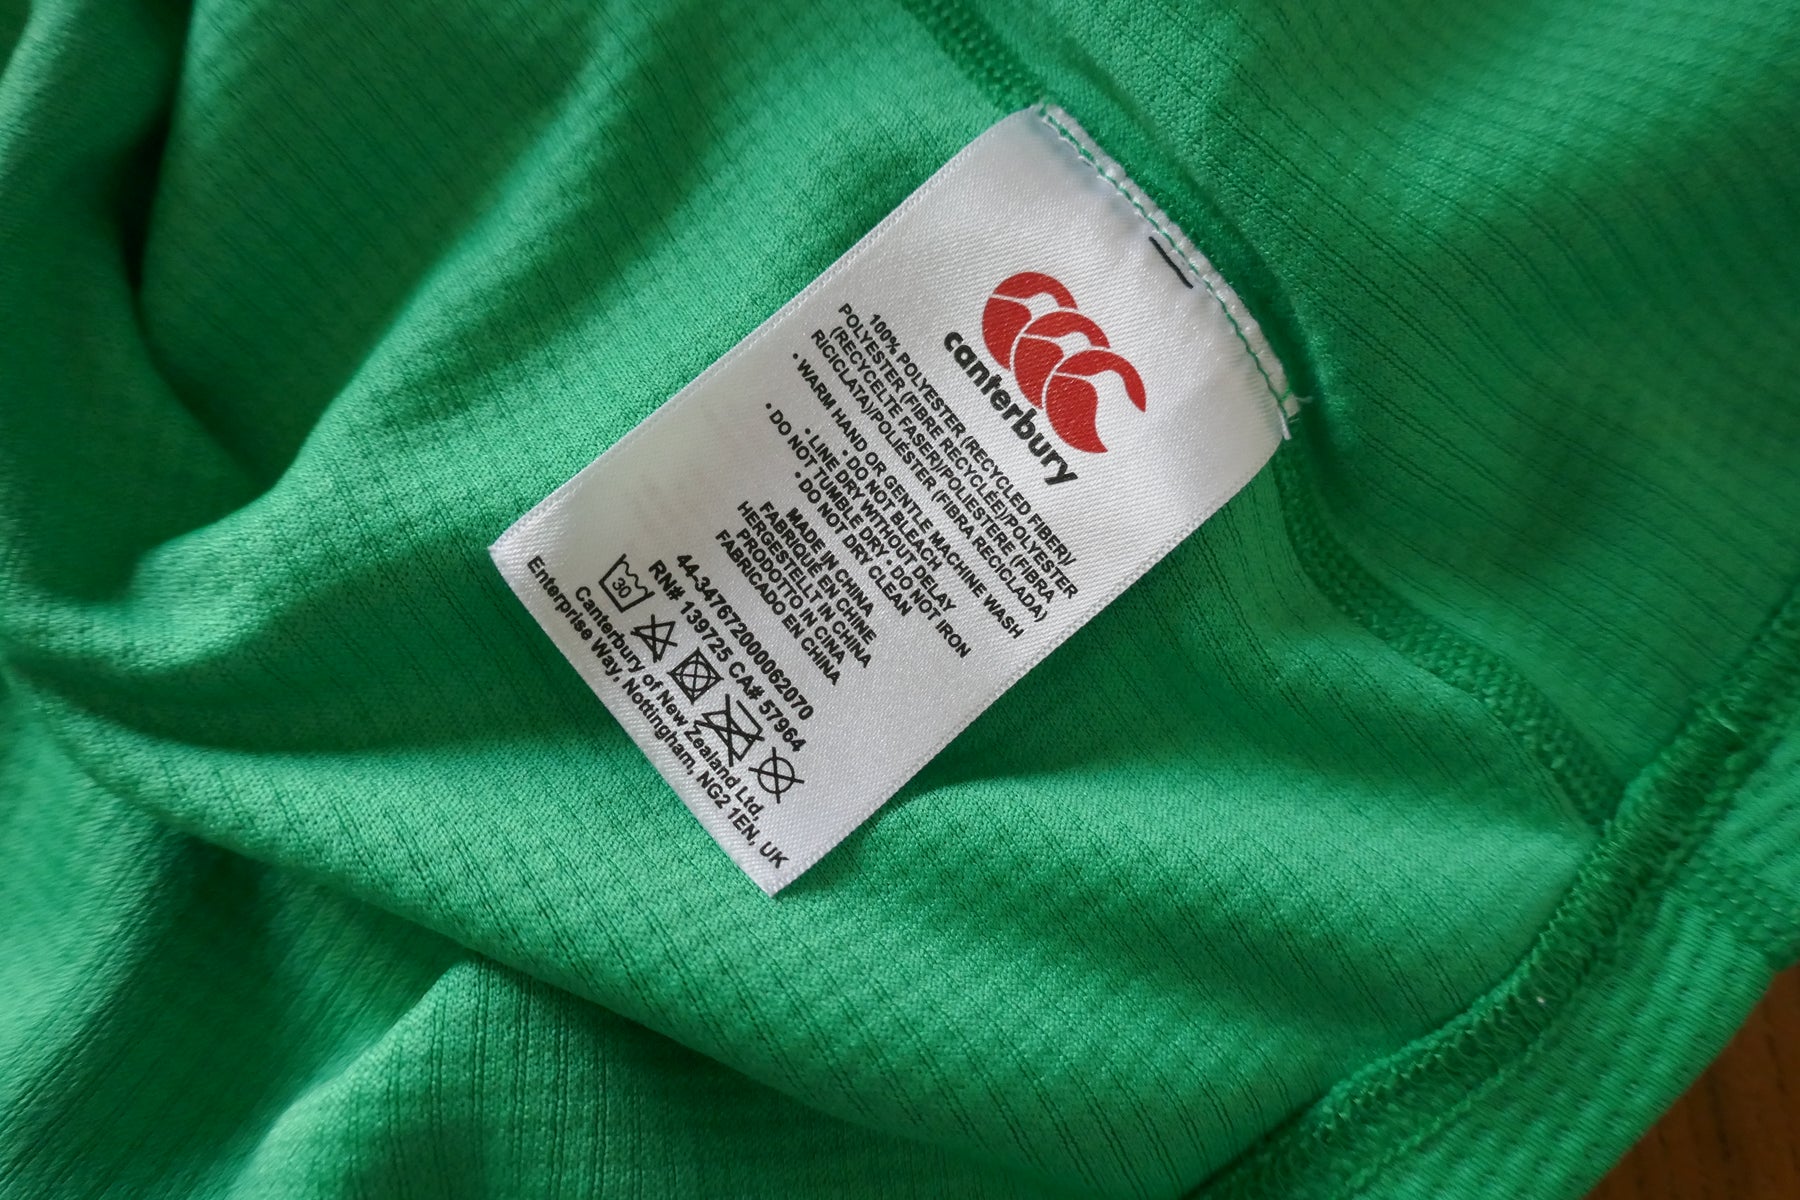 canterbury
100% POLYESTER (RECYCLED FIBER)/
POLYESTER (FIBRE RECYCLÉE)/POLYESTER
(RECYCELTE FASER)/POLIESTERE (FIBRA
RICICLATA)/POLIÉSTER (FIBRA RECICLADA)
• WARM HAND OR GENTLE MACHINE WASH
• DO NOT BLEACH
• LINE DRY WITHOUT DELAY
• DO NOT TUMBLE DRY • DO NOT IRON
• DO NOT DRY CLEAN
MADE IN CHINA
FABRIQUÉ EN CHINE
HERGESTELLT IN CHINA
PRODOTTO IN CINA
FABRICADO EN CHINA
44-3476720000062070
RN# 139725 CA# 57964
30
Canterbury of New Zealand Ltd,
Enterprise Way, Nottingham, NG2 1EN, UK